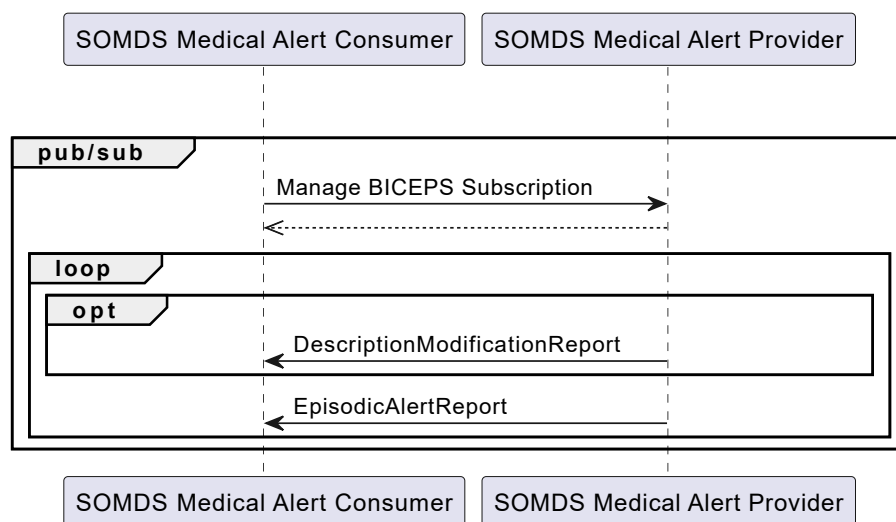 SOMDS Medical Alert Consumer
SOMDS Medical Alert Provider
pub/sub
Manage BICEPS Subscription
loop
opt
DescriptionModificationReport
EpisodicAlertReport
SOMDS Medical Alert Consumer
SOMDS Medical Alert Provider